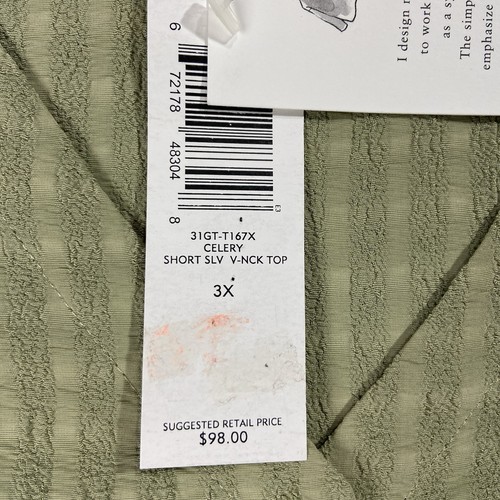 I design
to work
as a
The simp
emphasize
6 72178 48304 8
E3
31GT-T167X
CELERY
SHORT SLV V-NCK TOP
3X
SUGGESTED RETAIL PRICE
$98.00